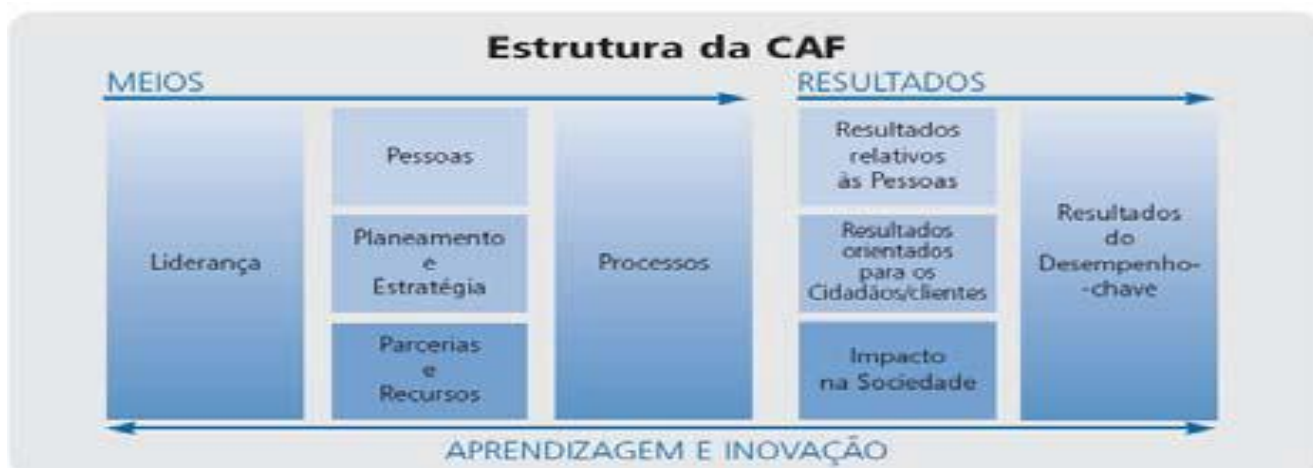 Estrutura da CAF
MEIOS
RESULTADOS
Liderança
Pessoas
Planeamento
e
Estratégia
Parcerias
e
Recursos
Processos
Resultados
relativos
às Pessoas
Resultados
orientados
para os
Cidadãos/clientes
Impacto
na Sociedade
Resultados
do
Desempenho-
-chave
APRENDIZAGEM E INOVAÇÃO